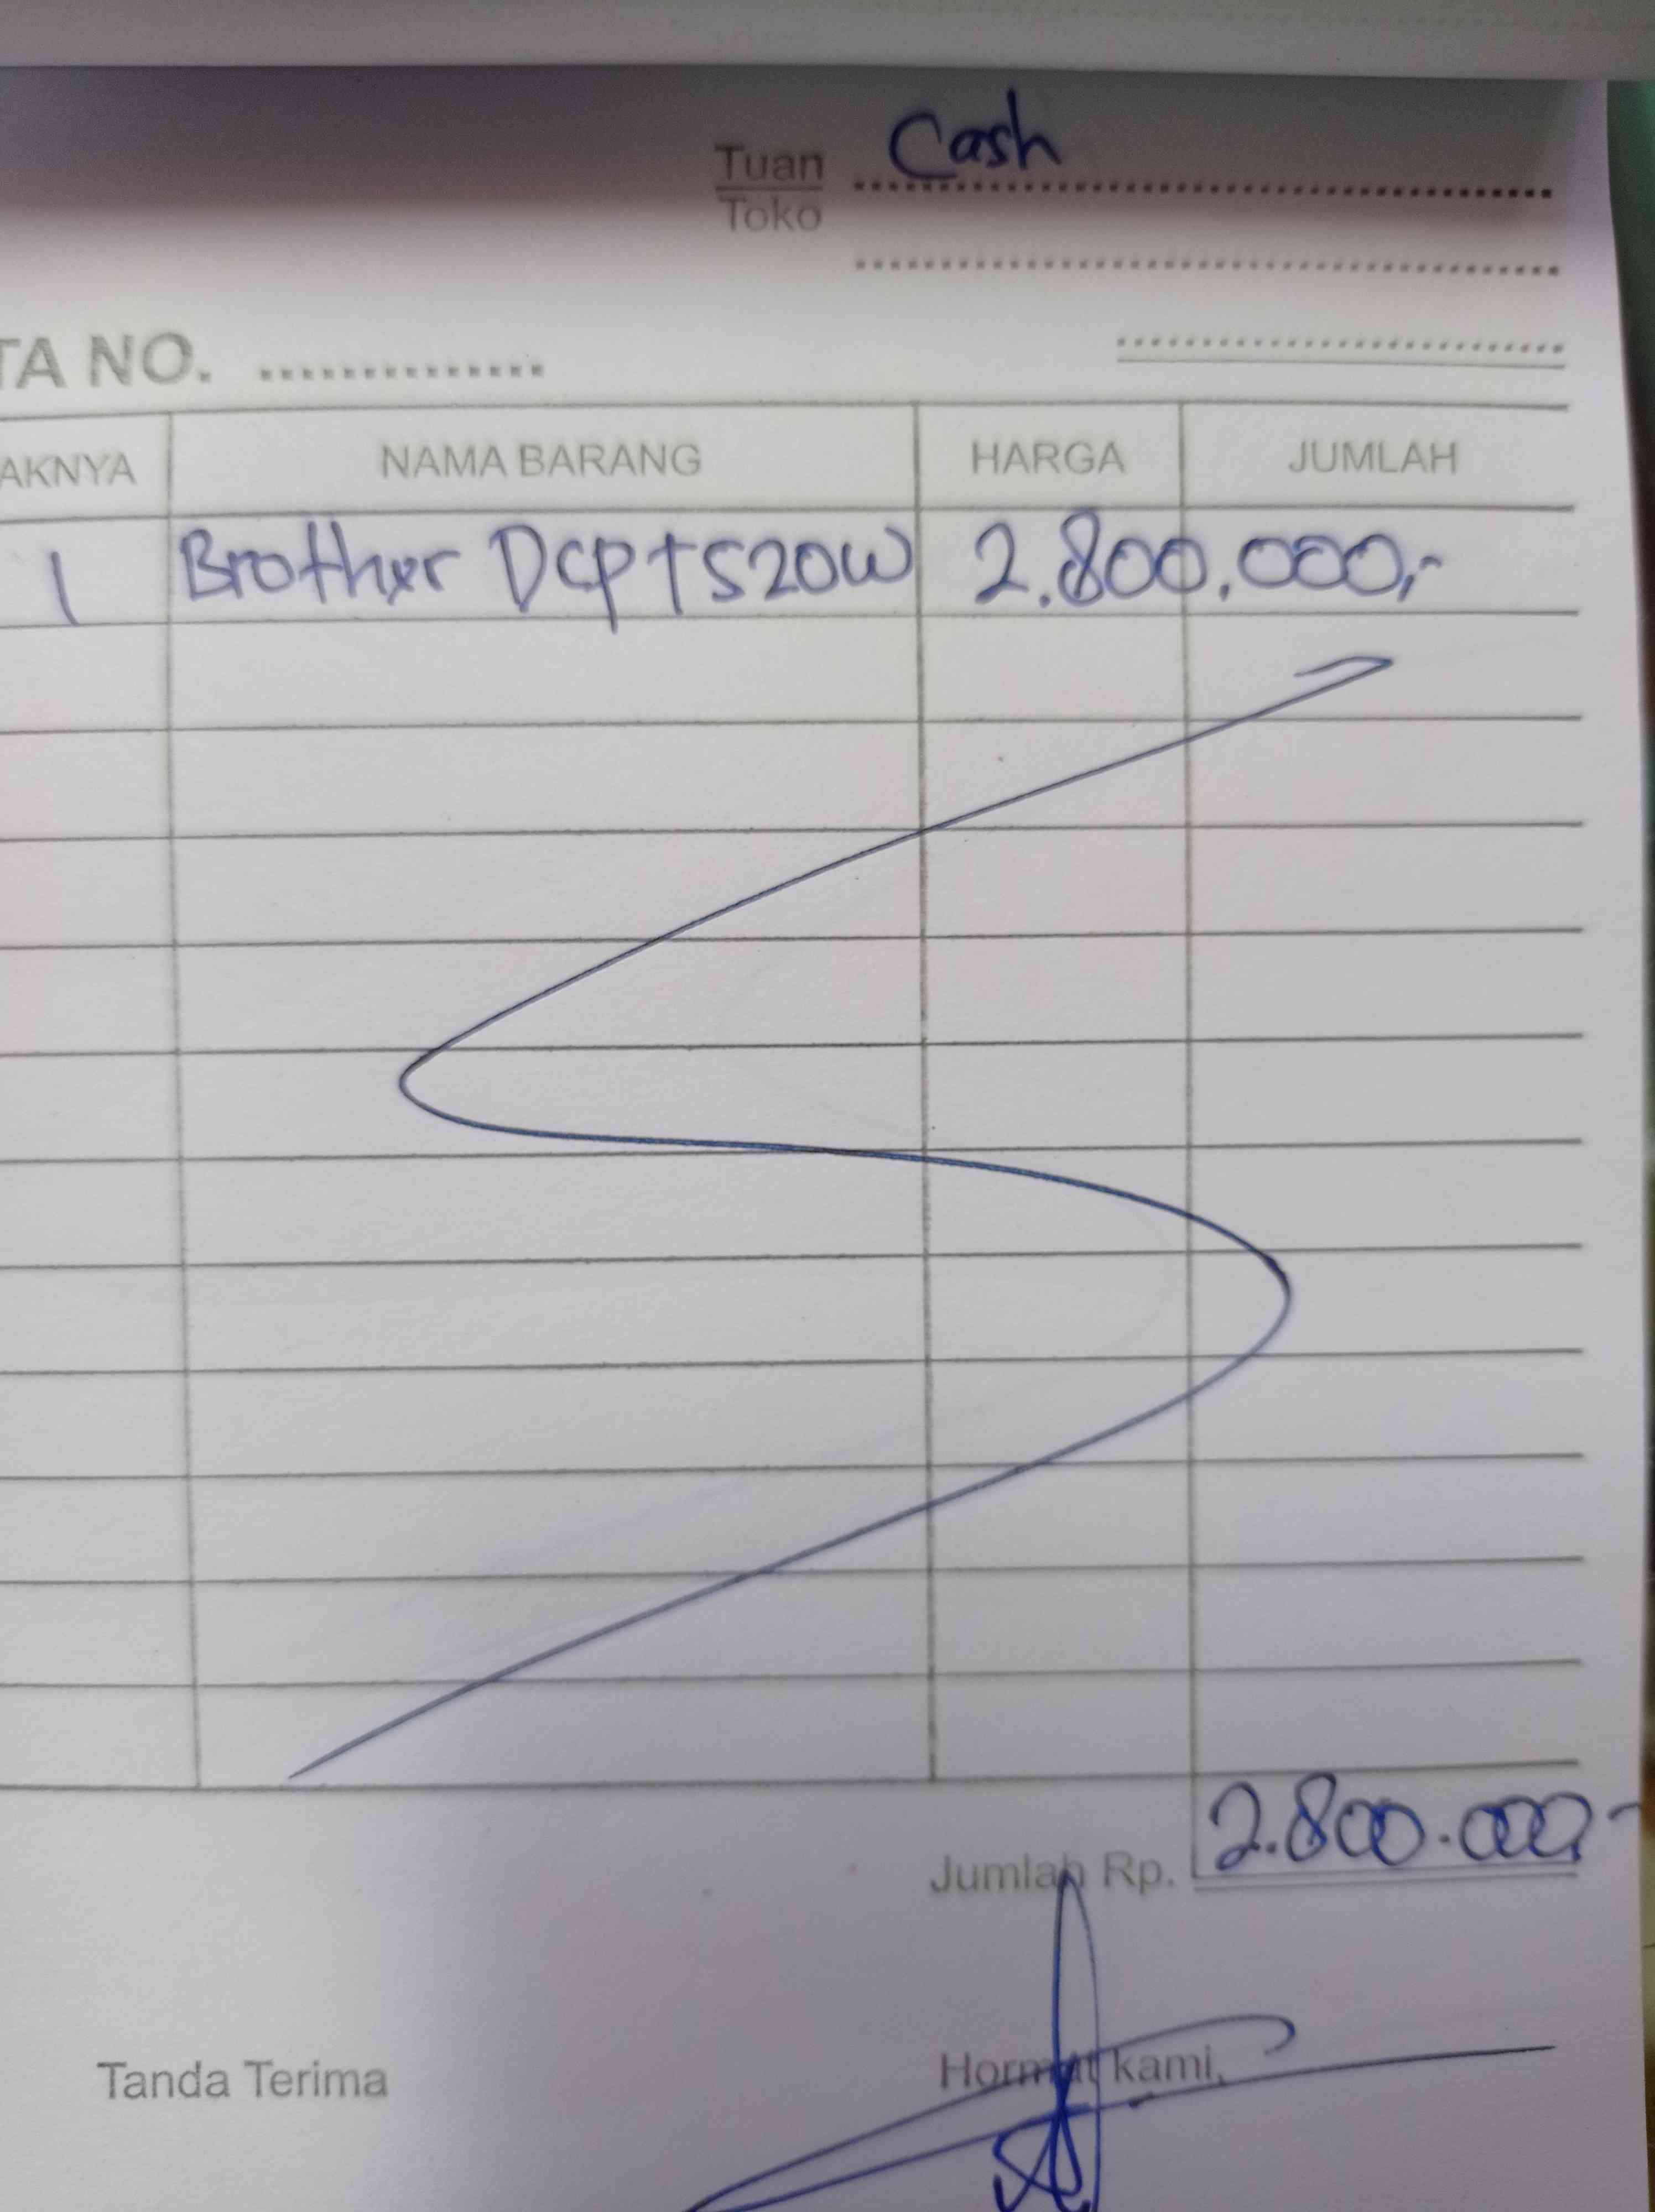 Tuan Cash
Toko
TA NO.
AKNYA NAMA BARANG HARGA JUMLAH
1 Brother Dcp t520w 2.800.000,-
Jumlah Rp. 2.800.000,-
Tanda Terima Hormat kami,